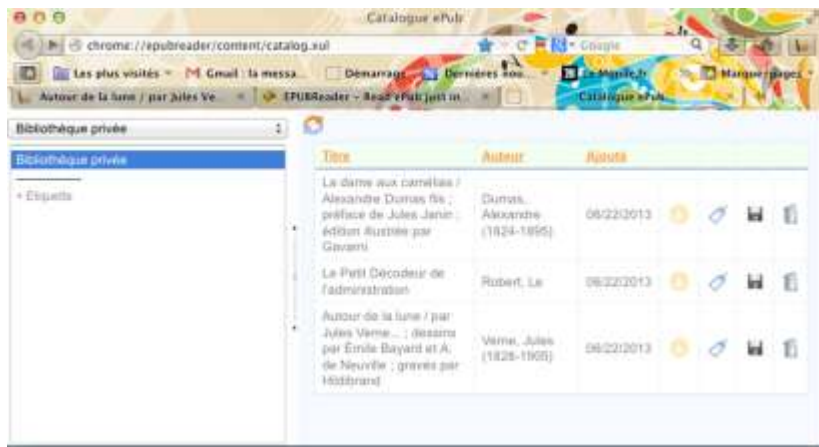 Catalogue ePub
chrome://epubreader/content/catalog.xul
Google
Les plus visités
Gmail : la messa...
Démarrage
Dernières nou...
Le Monde.fr
Marque-pages
Autour de la lune / par Jules Ve...
EPUBReader – Read ePub just in...
Catalogue ePub
Bibliothèque privée
Bibliothèque privée
+ Etiquette
Titre Auteur Ajouté
La dame aux camélias /
Alexandre Dumas fils ;
préface de Jules Janin ;
édition illustrée par
Gavarni
Dumas,
Alexandre
(1824-1895)
06/22/2013
Le Petit Décodeur de
l'administration
Robert, Le
06/22/2013
Autour de la lune / par
Jules Verne... ; dessins
par Émile Bayard et A.
de Neuville ; gravés par
Hildibrand
Verne, Jules
(1828-1905)
06/22/2013